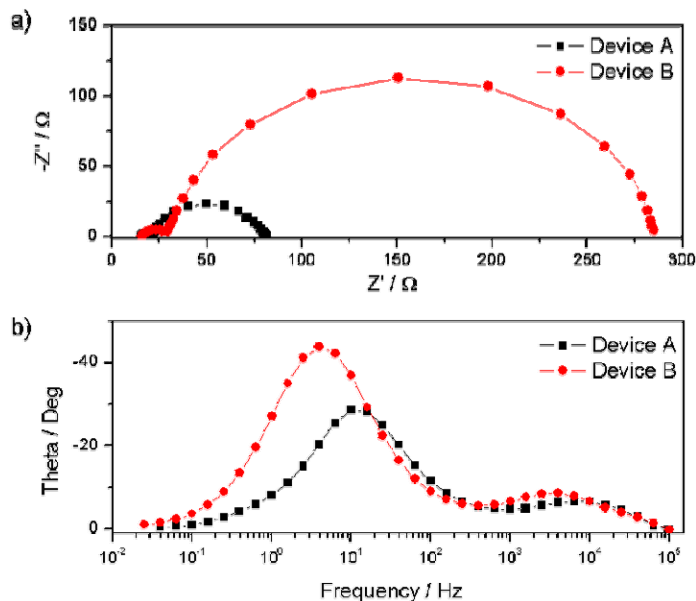 a)
150
100
50
0
-Z'' / Ω
Device A
Device B
0 50 100 150 200 250 300
Z' / Ω
b)
-40
-20
0
Theta / Deg
Device A
Device B
10⁻² 10⁻¹ 10⁰ 10¹ 10² 10³ 10⁴ 10⁵
Frequency / Hz